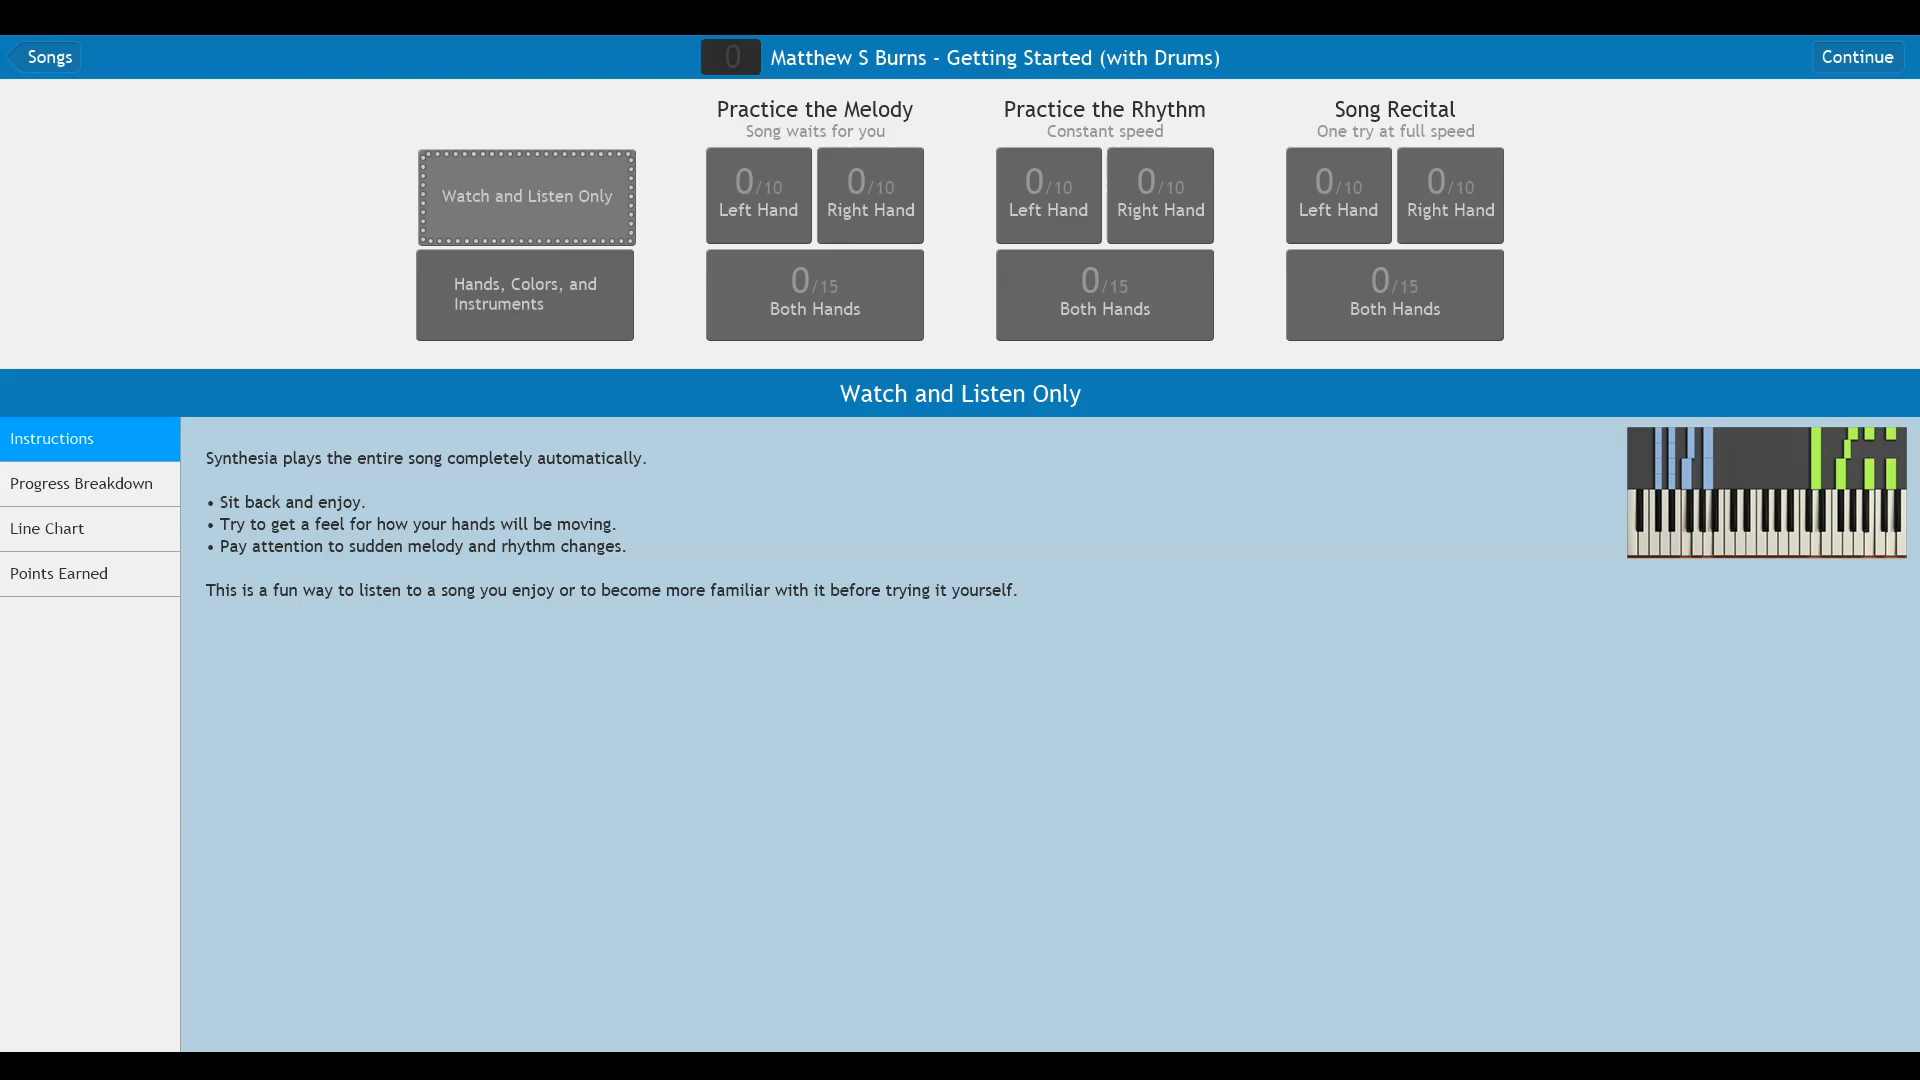 Songs
0
Matthew S Burns - Getting Started (with Drums)
Continue
Practice the Melody
Song waits for you
Practice the Rhythm
Constant speed
Song Recital
One try at full speed
Watch and Listen Only
0/10
Left Hand
0/10
Right Hand
0/10
Left Hand
0/10
Right Hand
0/10
Left Hand
0/10
Right Hand
Hands, Colors, and
Instruments
0/15
Both Hands
0/15
Both Hands
0/15
Both Hands
Watch and Listen Only
Instructions
Progress Breakdown
Line Chart
Points Earned
Synthesia plays the entire song completely automatically.
• Sit back and enjoy.
• Try to get a feel for how your hands will be moving.
• Pay attention to sudden melody and rhythm changes.
This is a fun way to listen to a song you enjoy or to become more familiar with it before trying it yourself.